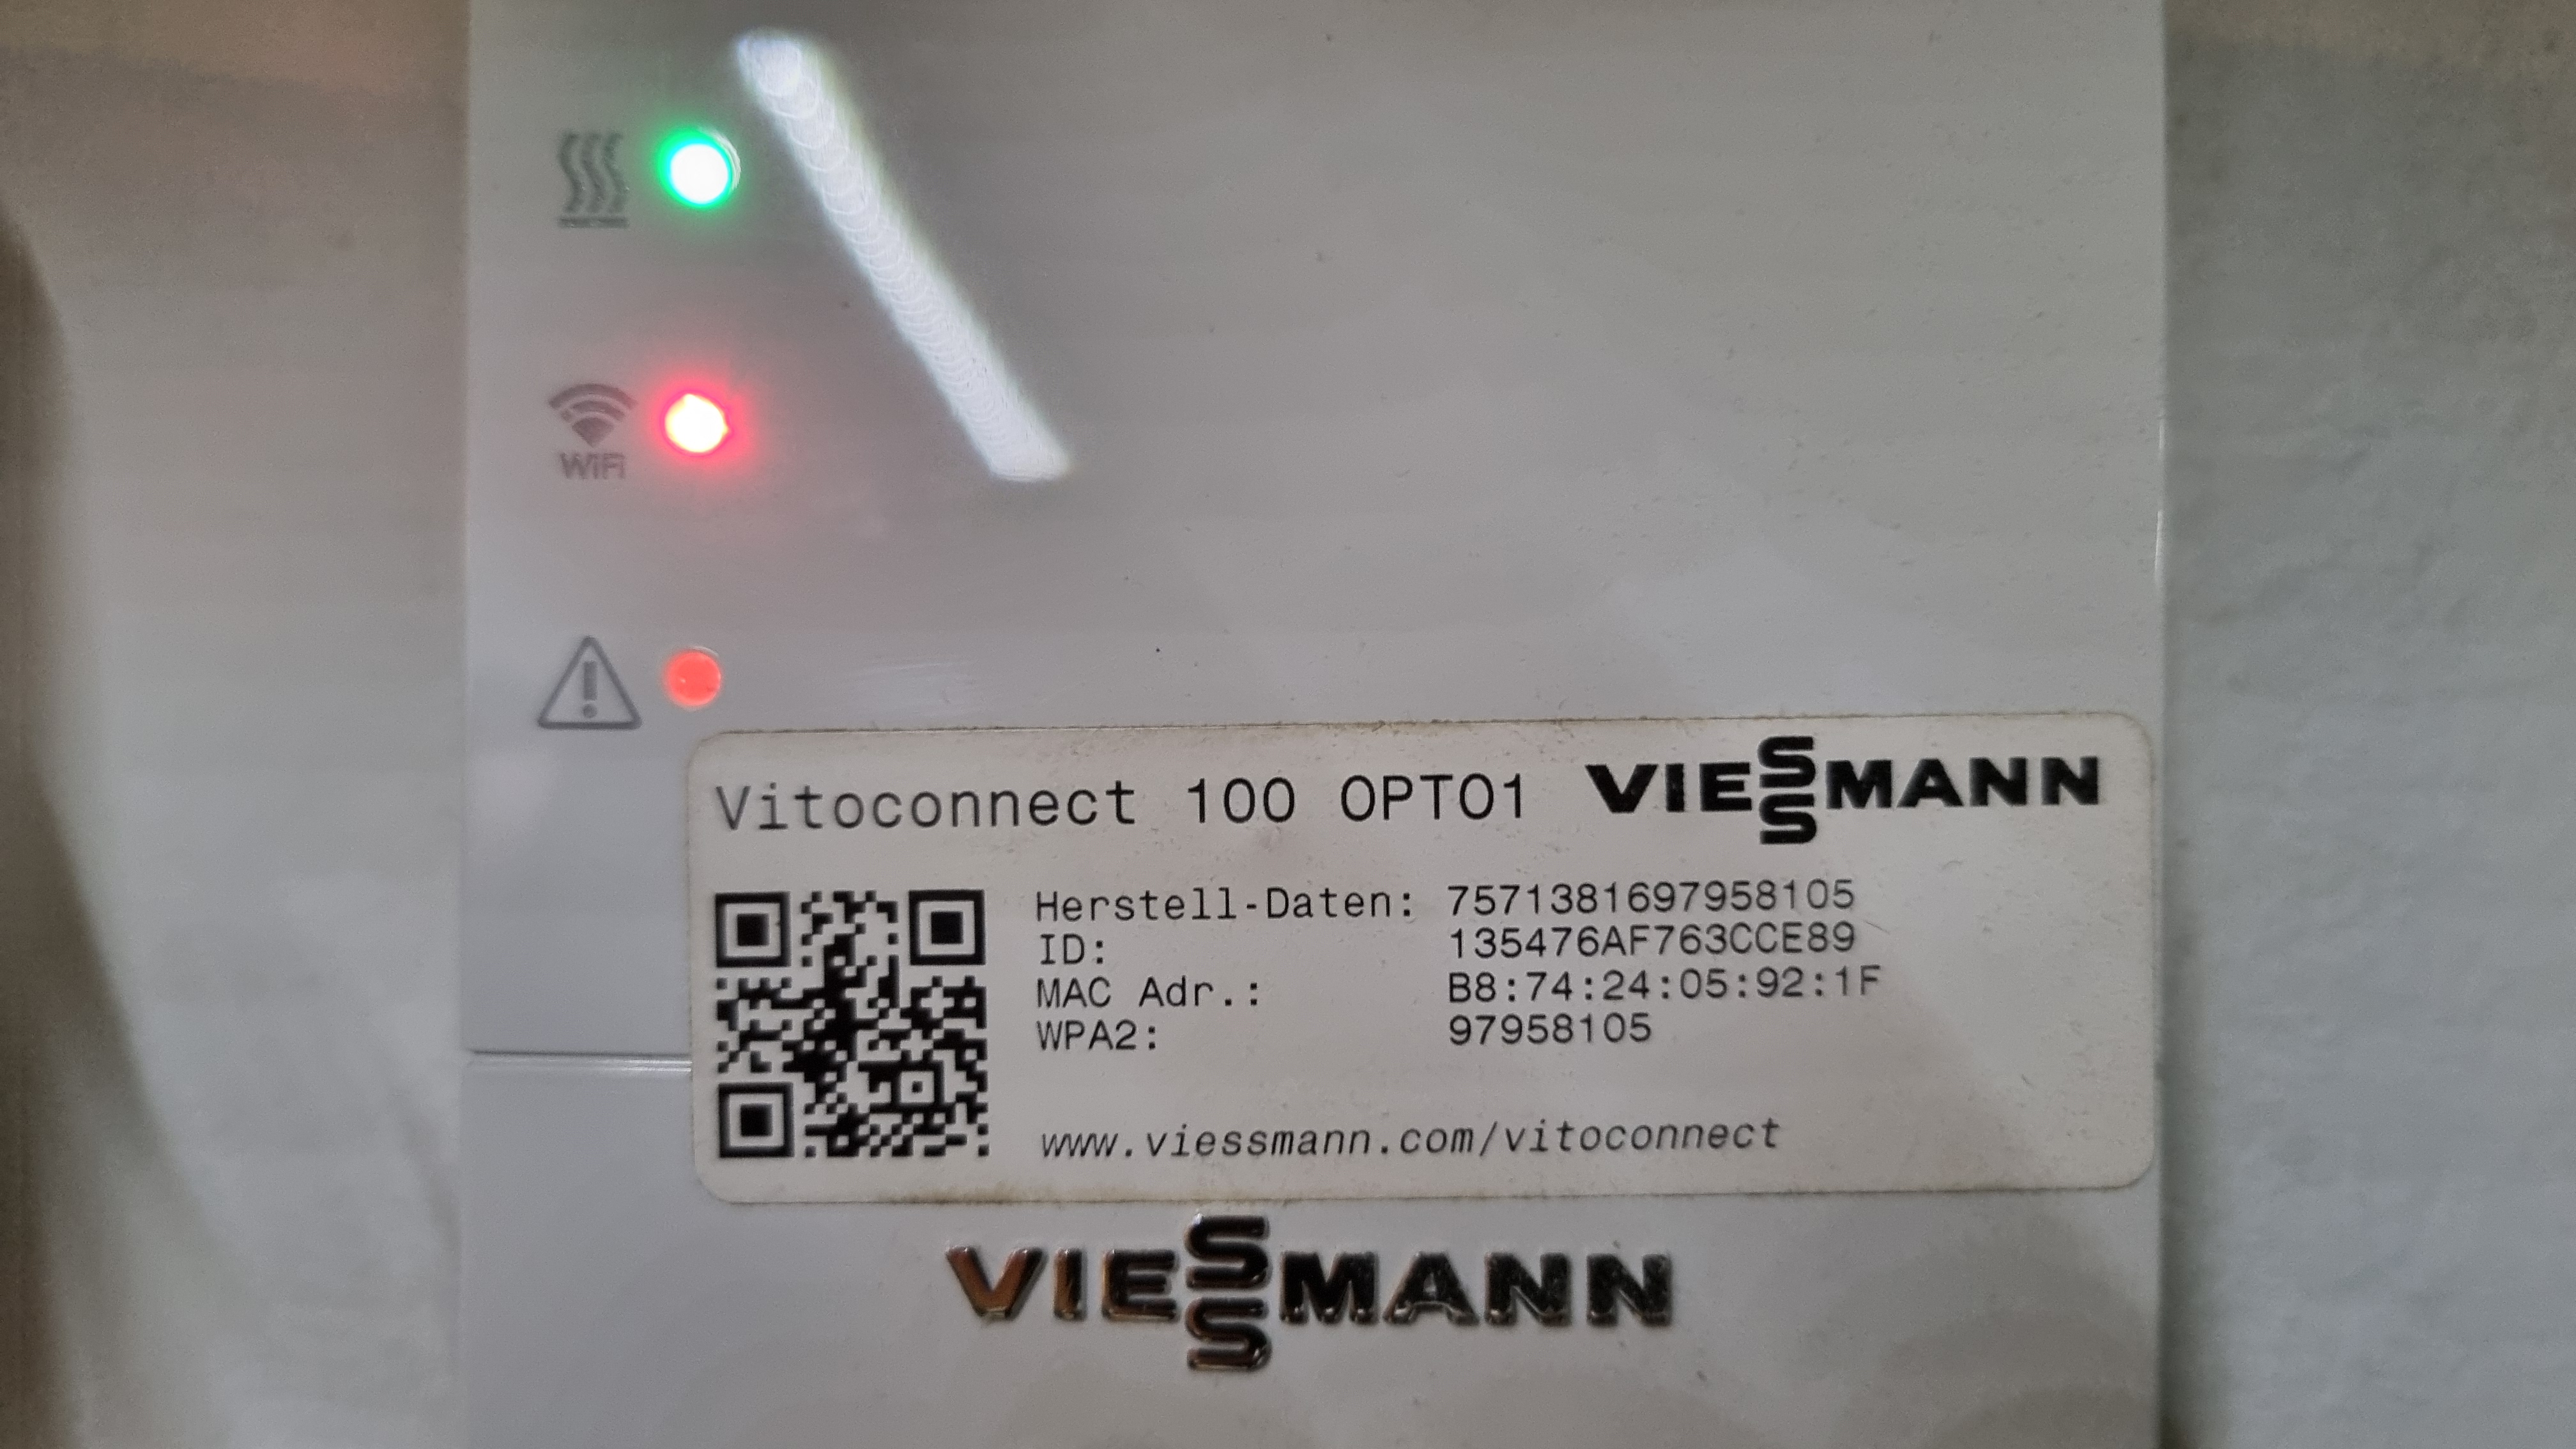 WiFi
Vitoconnect 100 OPTO1 VIESSMANN
Herstell-Daten: 7571381697958105
ID: 135476AF763CCE89
MAC Adr.: B8:74:24:05:92:1F
WPA2: 97958105
www.viessmann.com/vitoconnect
VIESSMANN